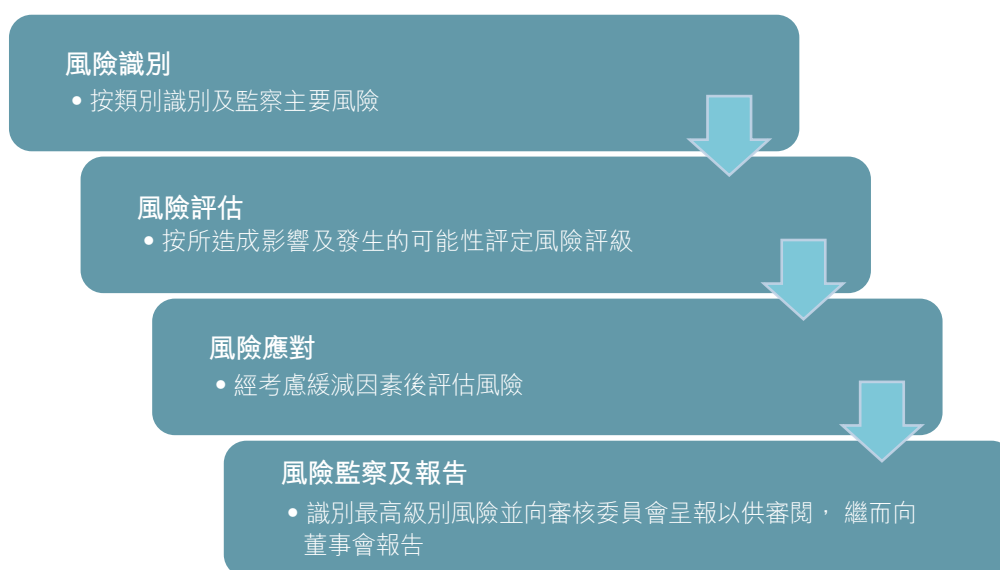 風險識別
• 按類別識別及監察主要風險
風險評估
• 按所造成影響及發生的可能性評定風險評級
風險應對
• 經考慮緩減因素後評估風險
風險監察及報告
• 識別最高級別風險並向審核委員會呈報以供審閱， 繼而向
董事會報告